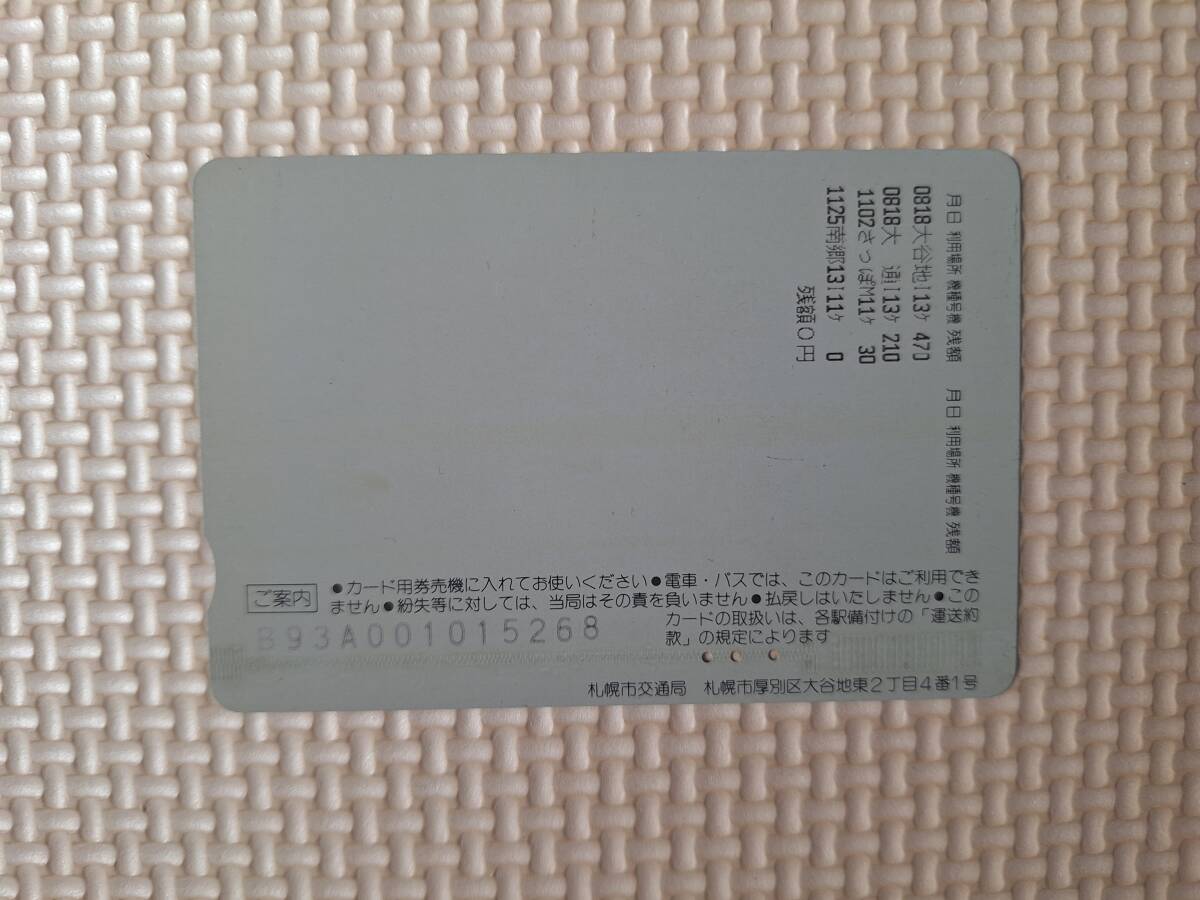 月日 利用場所 機種号機 残額　月日 利用場所 機種号機 残額
0818大谷地I13ケ 470
0818大　通I13ケ 210
1102さっぽM11ケ　30
1125南郷13I11ケ　0
残額〇円
ご案内
●カード用券売機に入れてお使いください●電車・バスでは、このカードはご利用でき
ません●紛失等に対しては、当局はその責を負いません●払戻しはいたしません●この
カードの取扱いは、各駅備付けの「運送約
款」の規定によります
B93A001015268
札幌市交通局　札幌市厚別区大谷地東2丁目4番1号